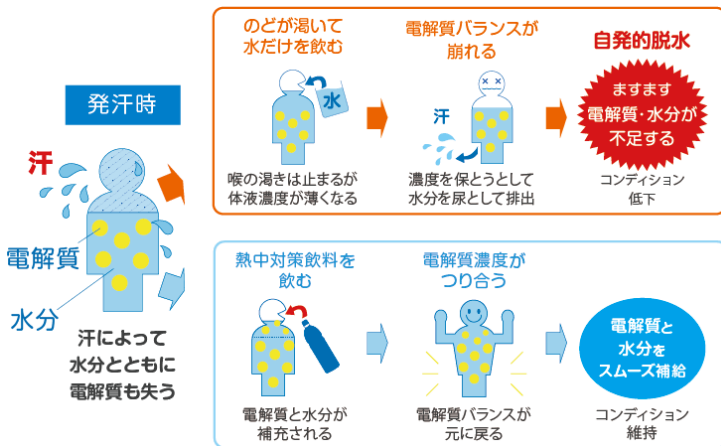 発汗時
汗
電解質
水分
汗によって
水分とともに
電解質も失う
のどが渇いて
水だけを飲む
水
喉の渇きは止まるが
体液濃度が薄くなる
電解質バランスが
崩れる
汗
濃度を保とうとして
水分を尿として排出
自発的脱水
ますます
電解質・水分が
不足する
コンディション
低下
熱中対策飲料を
飲む
電解質と水分が
補充される
電解質濃度が
つり合う
電解質バランスが
元に戻る
電解質と
水分を
スムーズ補給
コンディション
維持